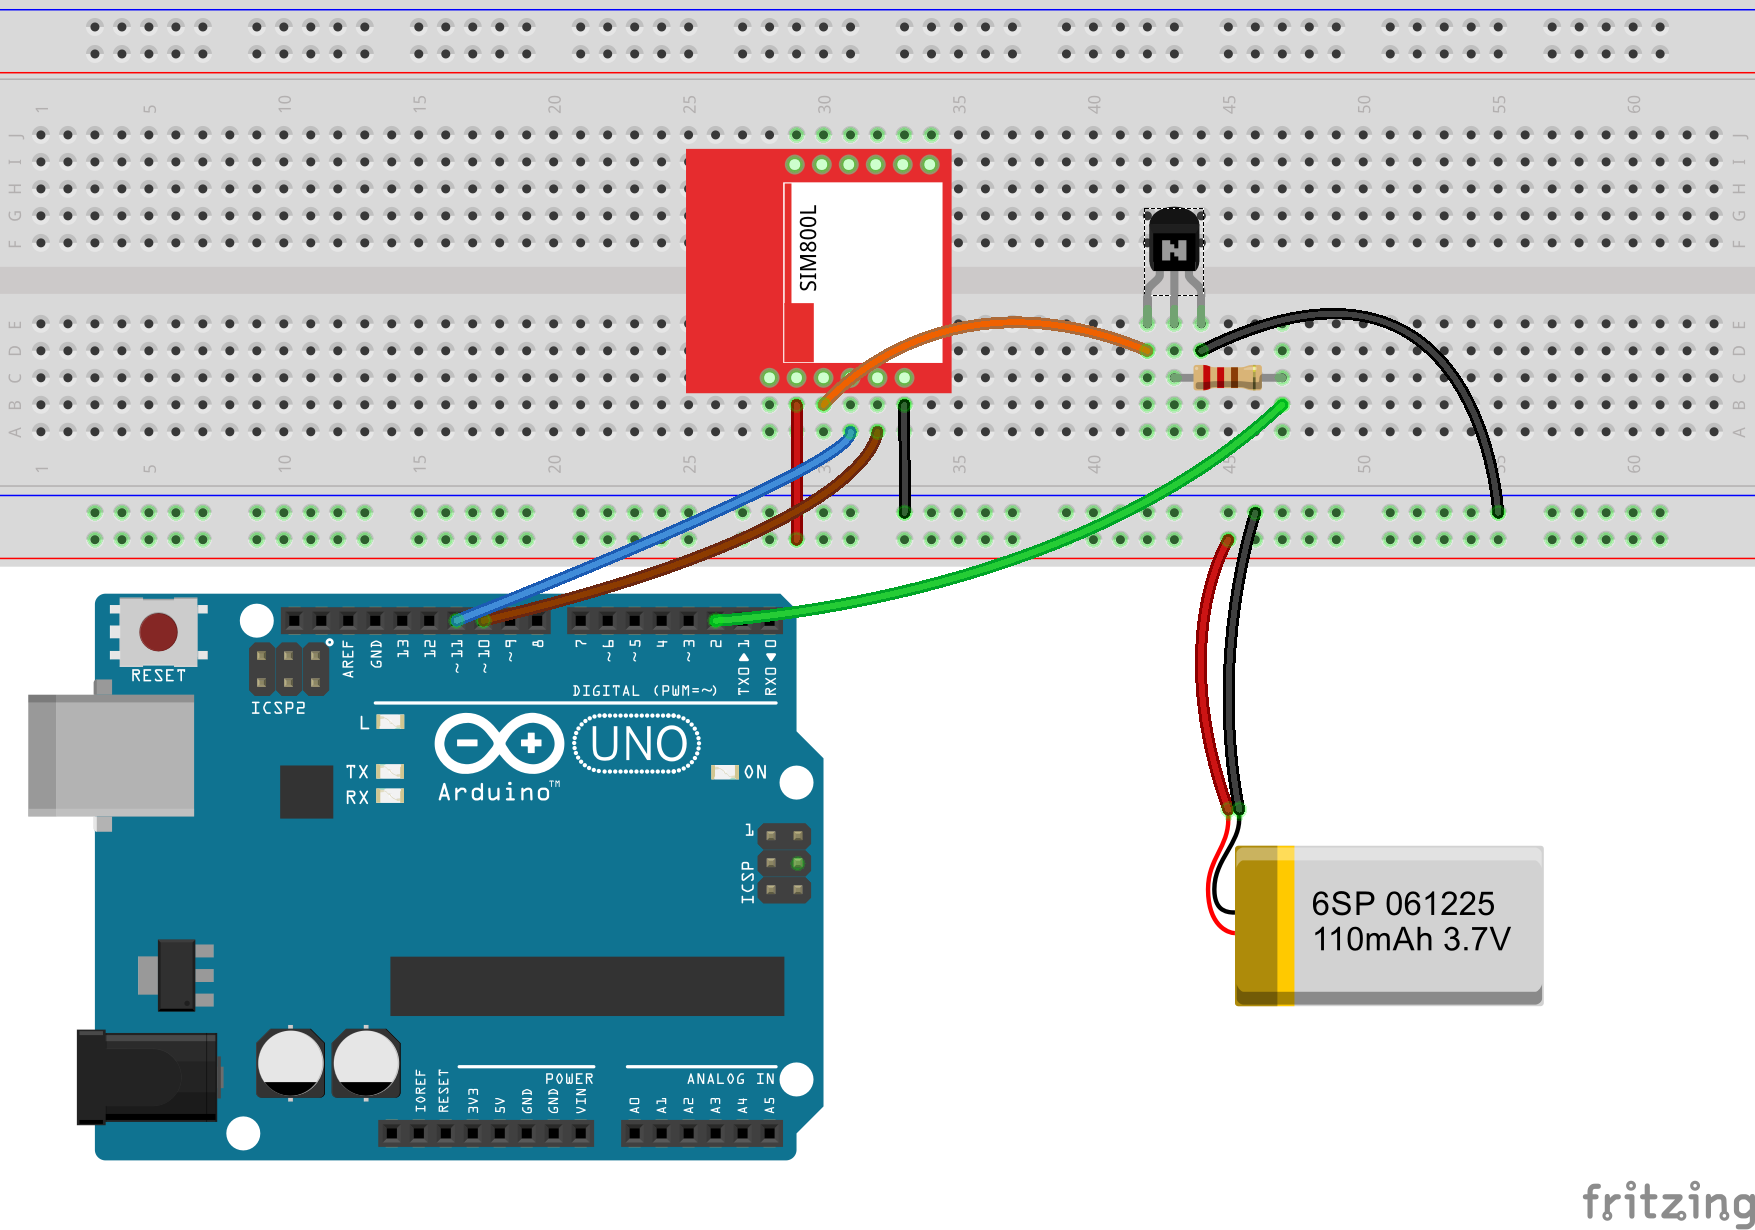 1 5 10 15 20 25 30 35 40 45 50 55 60
J J
I I
H H
G G
F F
SIM800L
N
E E
D D
C C
B B
A A
1 5 10 15 20 25 30 35 40 45 50 55 60
RESET
ICSP2
AREF GND 13 12 ~11 ~10 ~9 8 7 ~6 ~5 4 ~3 2 TX0▶1 RX0◀0
DIGITAL (PWM=~)
L
TX
RX
UNO
ON
Arduino™
1
ICSP
6SP 061225
110mAh 3.7V
POWER
ANALOG IN
IOREF RESET 3V3 5V GND GND VIN A0 A1 A2 A3 A4 A5
fritzing